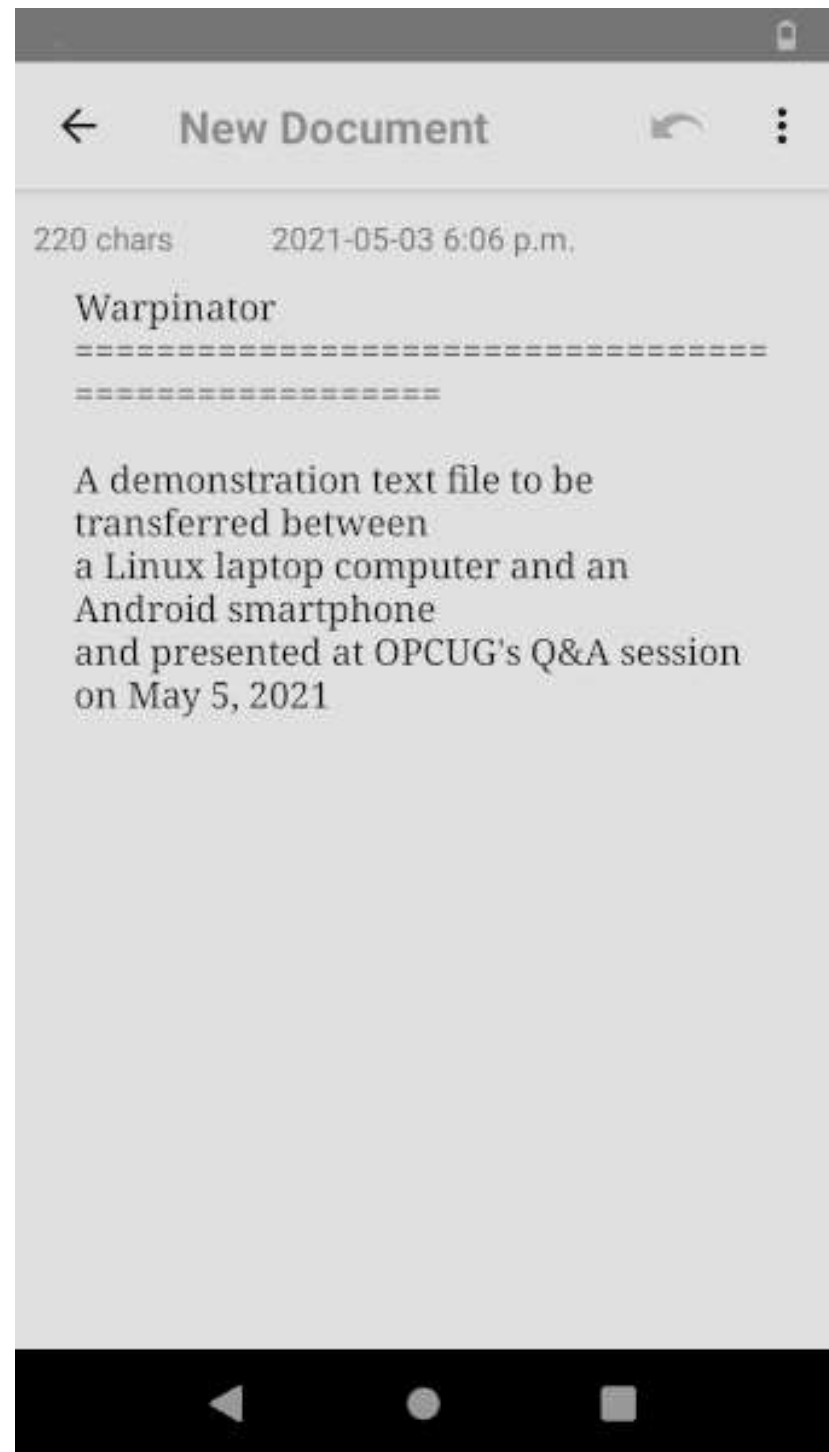 New Document
220 chars 2021-05-03 6:06 p.m.
Warpinator
==================================
==================
A demonstration text file to be
transferred between
a Linux laptop computer and an
Android smartphone
and presented at OPCUG's Q&A session
on May 5, 2021